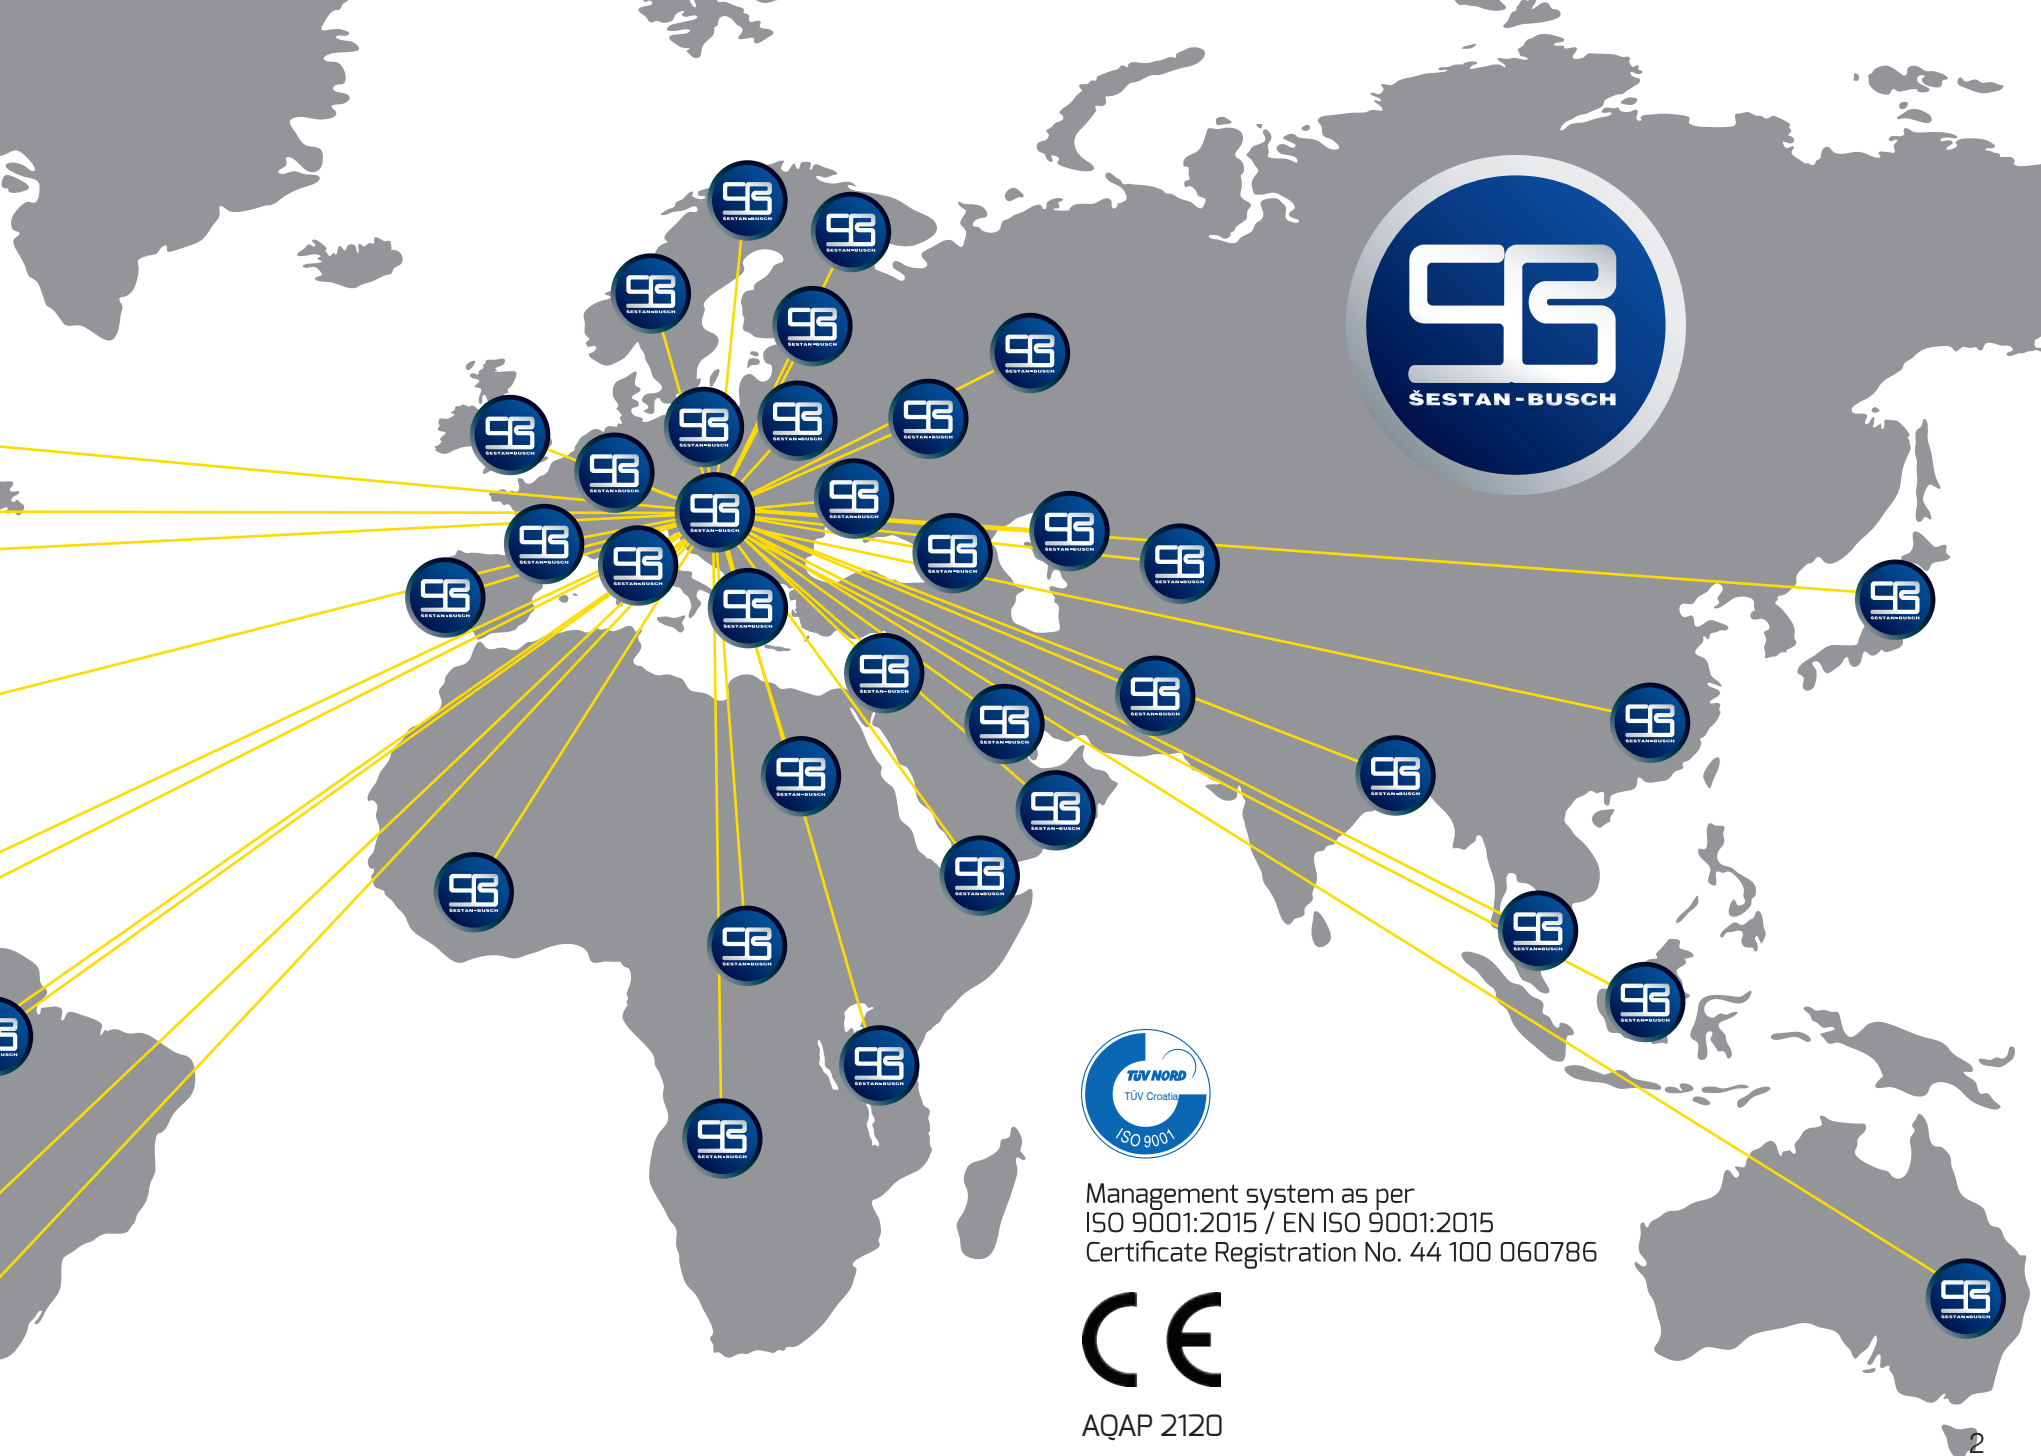 ŠESTAN-BUSCH
TÜV NORD
TÜV Croatia
ISO 9001
Management system as per
ISO 9001:2015 / EN ISO 9001:2015
Certificate Registration No. 44 100 060786
CE
AQAP 2120
2